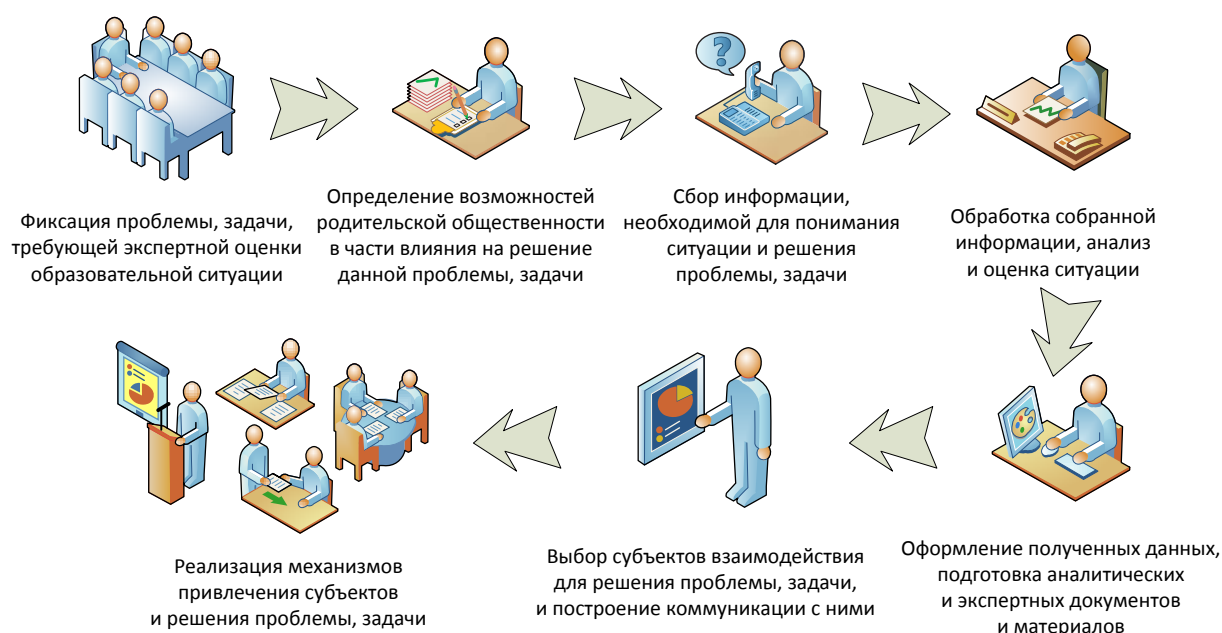 Фиксация проблемы, задачи,
требующей экспертной оценки
образовательной ситуации
Определение возможностей
родительской общественности
в части влияния на решение
данной проблемы, задачи
Сбор информации,
необходимой для понимания
ситуации и решения
проблемы, задачи
Обработка собранной
информации, анализ
и оценка ситуации
Оформление полученных данных,
подготовка аналитических
и экспертных документов
и материалов
Выбор субъектов взаимодействия
для решения проблемы, задачи,
и построение коммуникации с ними
Реализация механизмов
привлечения субъектов
и решения проблемы, задачи